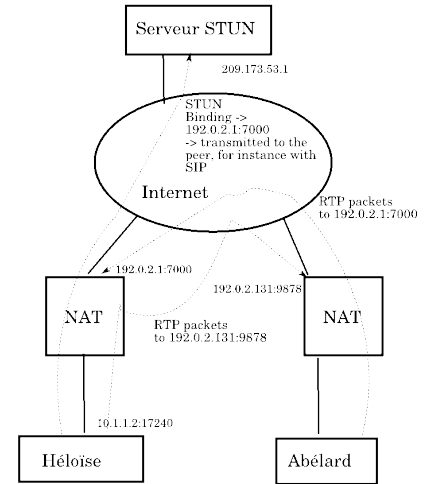 Serveur STUN
209.173.53.1
STUN
Binding ->
192.0.2.1:7000
-> transmitted to the
peer, for instance with
SIP
Internet
RTP packets
to 192.0.2.1:7000
192.0.2.1:7000
192.0.2.131:9878
NAT
NAT
RTP packets
to 192.0.2.131:9878
10.1.1.2:17240
Héloïse
Abélard